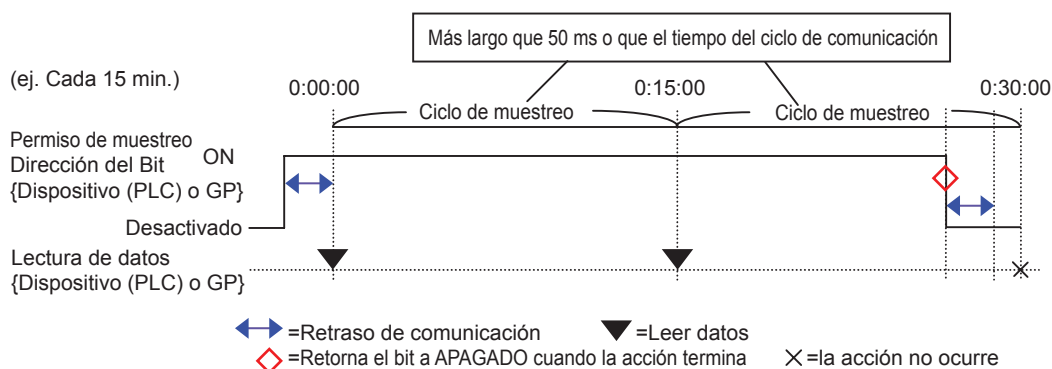 Más largo que 50 ms o que el tiempo del ciclo de comunicación
(ej. Cada 15 min.)
0:00:00
0:15:00
0:30:00
Ciclo de muestreo
Ciclo de muestreo
Permiso de muestreo
Dirección del Bit ON
{Dispositivo (PLC) o GP}
Desactivado
Lectura de datos
{Dispositivo (PLC) o GP}
=Retraso de comunicación
=Leer datos
=Retorna el bit a APAGADO cuando la acción termina
=la acción no ocurre